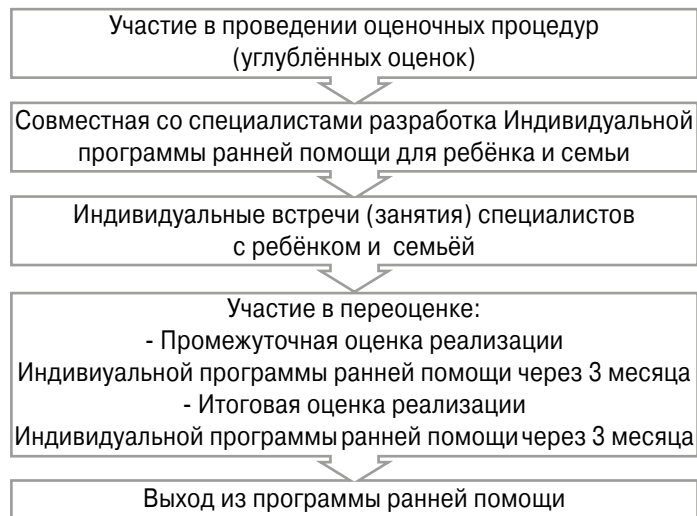 Участие в проведении оценочных процедур
(углублённых оценок)
Совместная со специалистами разработка Индивидуальной
программы ранней помощи для ребёнка и семьи
Индивидуальные встречи (занятия) специалистов
с ребёнком и семьёй
Участие в переоценке:
- Промежуточная оценка реализации
Индивиуальной программы ранней помощи через 3 месяца
- Итоговая оценка реализации
Индивидуальной программы ранней помощи через 3 месяца
Выход из программы ранней помощи